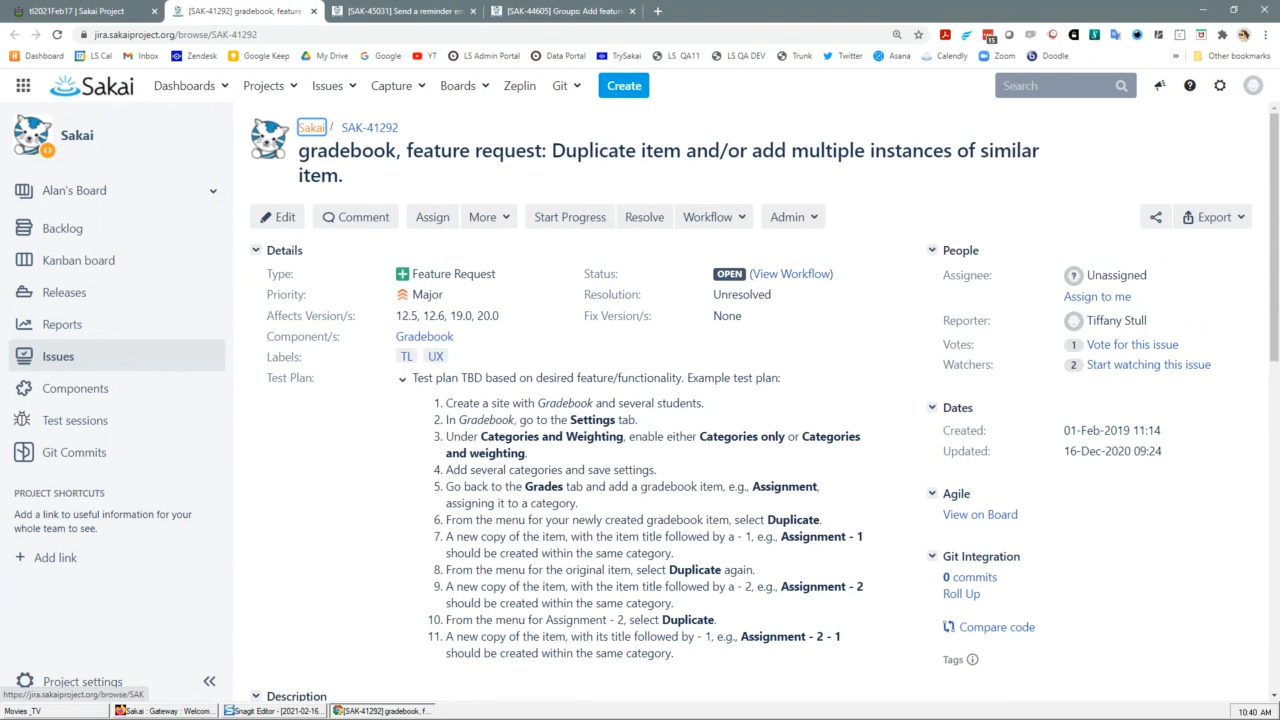 tl2021Feb17 | Sakai Project
[SAK-41292] gradebook, feature
[SAK-45031] Send a reminder em
[SAK-44605] Groups: Add featur
jira.sakaiproject.org/browse/SAK-41292
Dashboard
LS Cal
Inbox
Zendesk
Google Keep
My Drive
Google
YT
LS Admin Portal
Data Portal
TrySakai
LS QA11
LS QA DEV
Trunk
Twitter
Asana
Calendly
Zoom
Doodle
»
Other bookmarks
Sakai
Dashboards
Projects
Issues
Capture
Boards
Zeplin
Git
Create
Search
Sakai
Alan's Board
Backlog
Kanban board
Releases
Reports
Issues
Components
Test sessions
Git Commits
PROJECT SHORTCUTS
Add a link to useful information for your
whole team to see.
+ Add link
Project settings
https://jira.sakaiproject.org/browse/SAK
Sakai / SAK-41292
gradebook, feature request: Duplicate item and/or add multiple instances of similar
item.
Edit
Comment
Assign
More
Start Progress
Resolve
Workflow
Admin
Export
Details
Type: Feature Request
Status: OPEN (View Workflow)
Priority: Major
Resolution: Unresolved
Affects Version/s: 12.5, 12.6, 19.0, 20.0
Fix Version/s: None
Component/s: Gradebook
Labels: TL UX
Test Plan: Test plan TBD based on desired feature/functionality. Example test plan:
1. Create a site with Gradebook and several students.
2. In Gradebook, go to the Settings tab.
3. Under Categories and Weighting, enable either Categories only or Categories
and weighting.
4. Add several categories and save settings.
5. Go back to the Grades tab and add a gradebook item, e.g., Assignment,
assigning it to a category.
6. From the menu for your newly created gradebook item, select Duplicate.
7. A new copy of the item, with the item title followed by a - 1, e.g., Assignment - 1
should be created within the same category.
8. From the menu for the original item, select Duplicate again.
9. A new copy of the item, with the item title followed by a - 2, e.g., Assignment - 2
should be created within the same category.
10. From the menu for Assignment - 2, select Duplicate.
11. A new copy of the item, with its title followed by - 1, e.g., Assignment - 2 - 1
should be created within the same category.
Description
People
Assignee: Unassigned
Assign to me
Reporter: Tiffany Stull
Votes: 1 Vote for this issue
Watchers: 2 Start watching this issue
Dates
Created: 01-Feb-2019 11:14
Updated: 16-Dec-2020 09:24
Agile
View on Board
Git Integration
0 commits
Roll Up
Compare code
Tags
Movies _TV
Sakai : Gateway : Welcom...
Snagit Editor - [2021-02-16...
[SAK-41292] gradebook, f...
10:40 AM